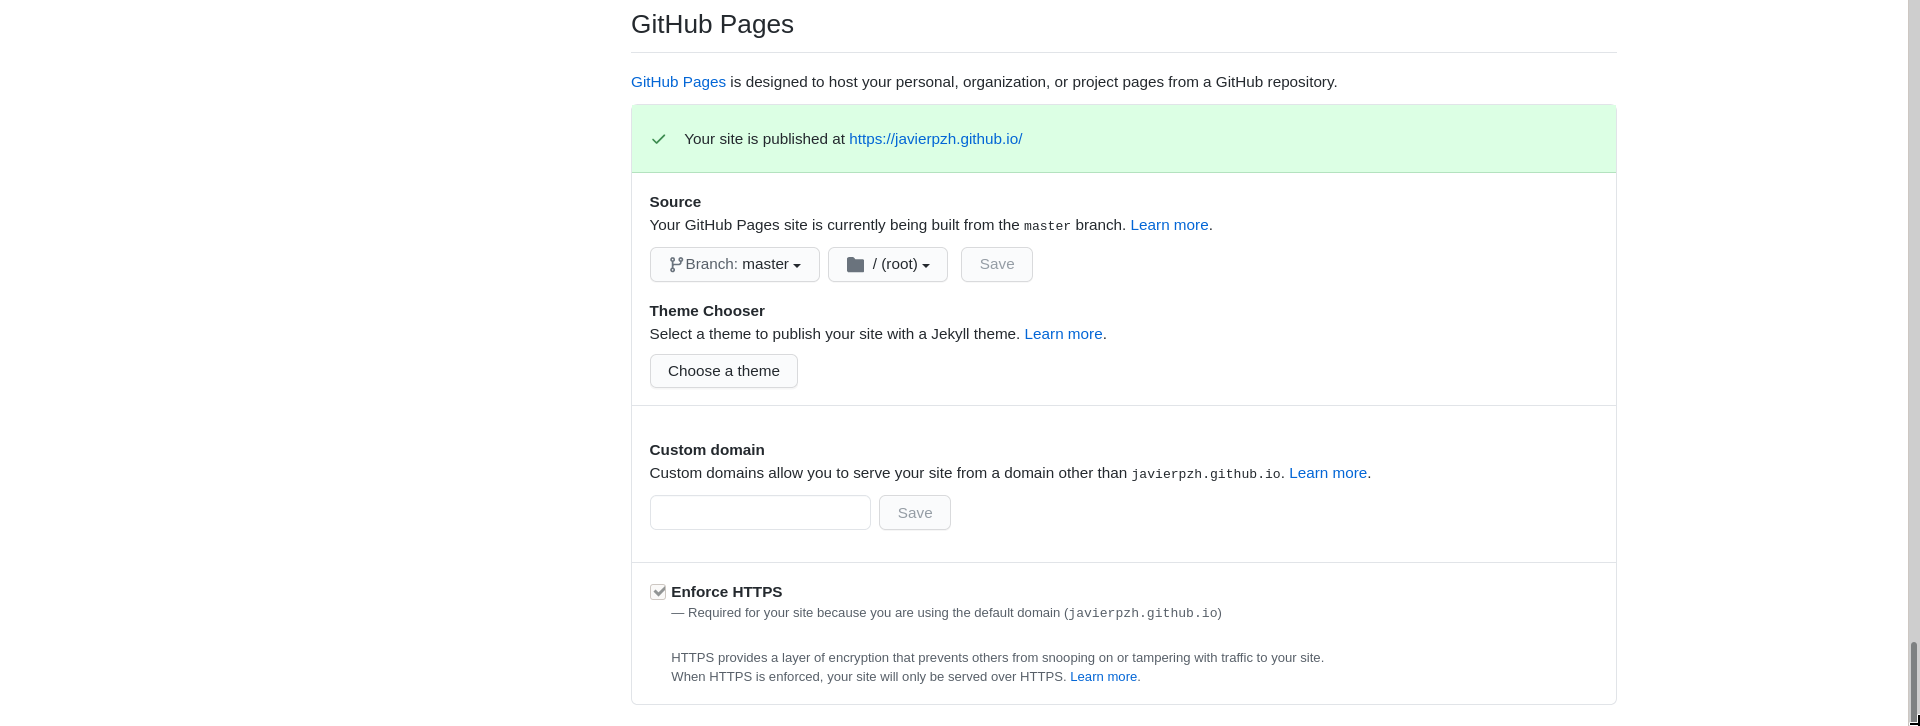 GitHub Pages
GitHub Pages is designed to host your personal, organization, or project pages from a GitHub repository.
Your site is published at https://javierpzh.github.io/
Source
Your GitHub Pages site is currently being built from the master branch. Learn more.
Branch: master / (root) Save
Theme Chooser
Select a theme to publish your site with a Jekyll theme. Learn more.
Choose a theme
Custom domain
Custom domains allow you to serve your site from a domain other than javierpzh.github.io. Learn more.
Save
Enforce HTTPS
— Required for your site because you are using the default domain (javierpzh.github.io)
HTTPS provides a layer of encryption that prevents others from snooping on or tampering with traffic to your site.
When HTTPS is enforced, your site will only be served over HTTPS. Learn more.